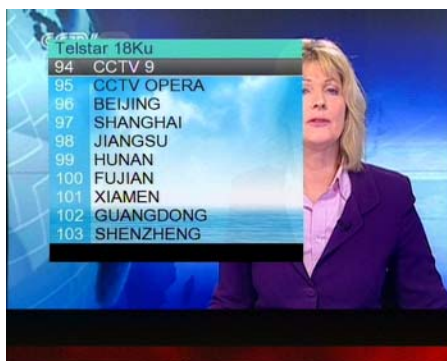 Telstar 18Ku
94 CCTV 9
95 CCTV OPERA
96 BEIJING
97 SHANGHAI
98 JIANGSU
99 HUNAN
100 FUJIAN
101 XIAMEN
102 GUANGDONG
103 SHENZHENG